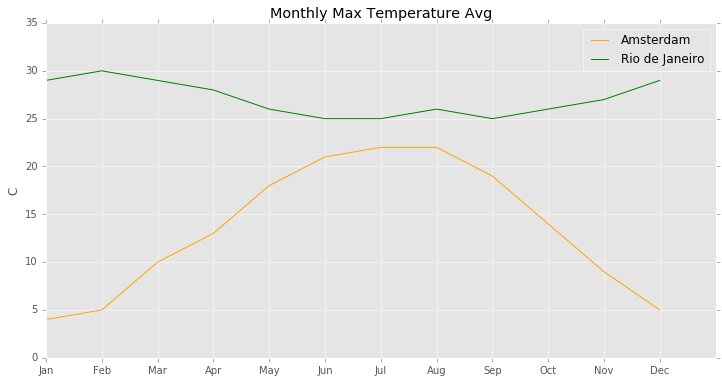 Monthly Max Temperature Avg
Amsterdam
Rio de Janeiro
35
30
25
20
15
10
5
0
C
Jan Feb Mar Apr May Jun Jul Aug Sep Oct Nov Dec